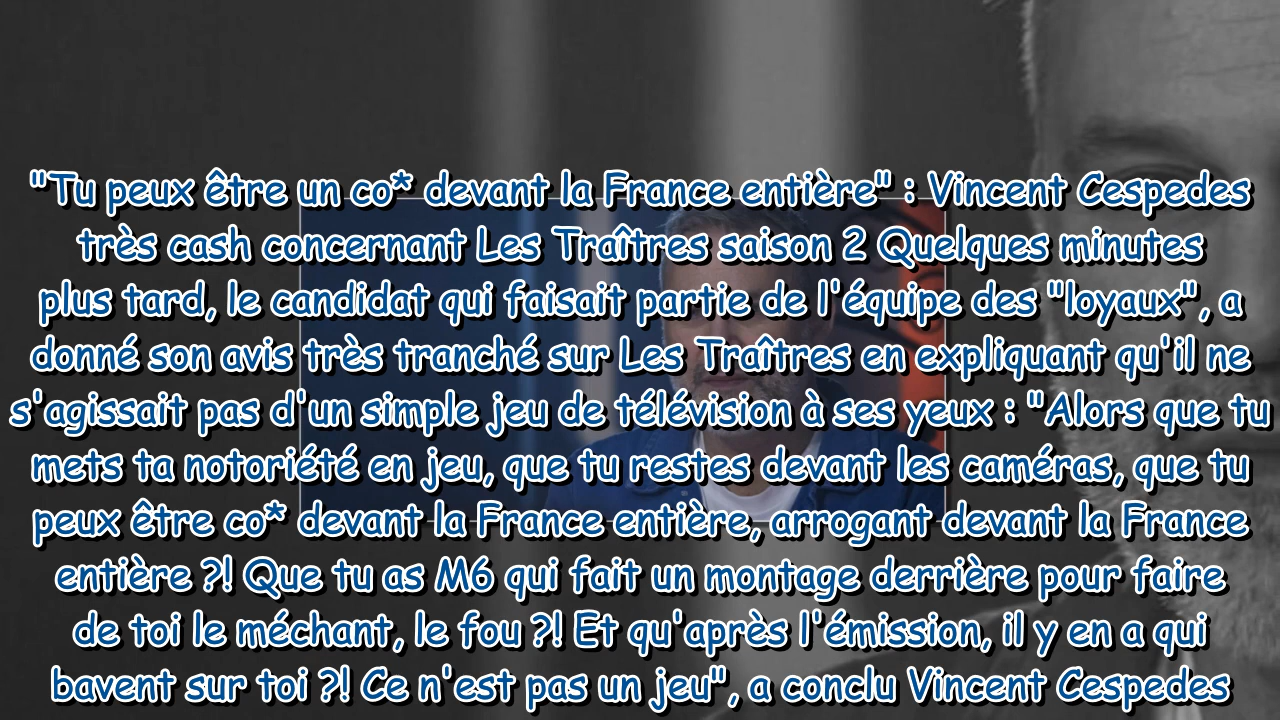 "Tu peux être un co* devant la France entière" : Vincent Cespedes
très cash concernant Les Traîtres saison 2 Quelques minutes
plus tard, le candidat qui faisait partie de l'équipe des "loyaux", a
donné son avis très tranché sur Les Traîtres en expliquant qu'il ne
s'agissait pas d'un simple jeu de télévision à ses yeux : "Alors que tu
mets ta notoriété en jeu, que tu restes devant les caméras, que tu
peux être co* devant la France entière, arrogant devant la France
entière ?! Que tu as M6 qui fait un montage derrière pour faire
de toi le méchant, le fou ?! Et qu'après l'émission, il y en a qui
bavent sur toi ?! Ce n'est pas un jeu", a conclu Vincent Cespedes